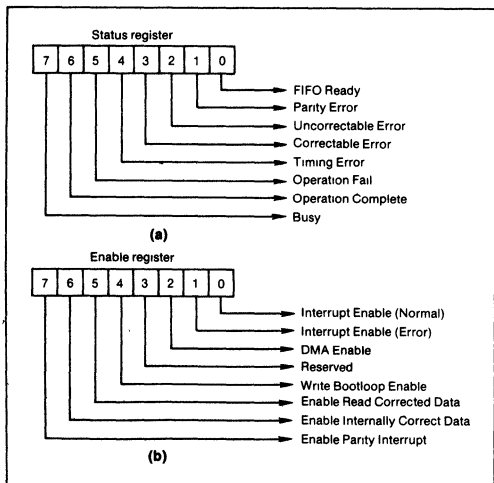 Status register
7 6 5 4 3 2 1 0
FIFO Ready
Parity Error
Uncorrectable Error
Correctable Error
Timing Error
Operation Fail
Operation Complete
Busy
(a)
Enable register
7 6 5 4 3 2 1 0
Interrupt Enable (Normal)
Interrupt Enable (Error)
DMA Enable
Reserved
Write Bootloop Enable
Enable Read Corrected Data
Enable Internally Correct Data
Enable Parity Interrupt
(b)